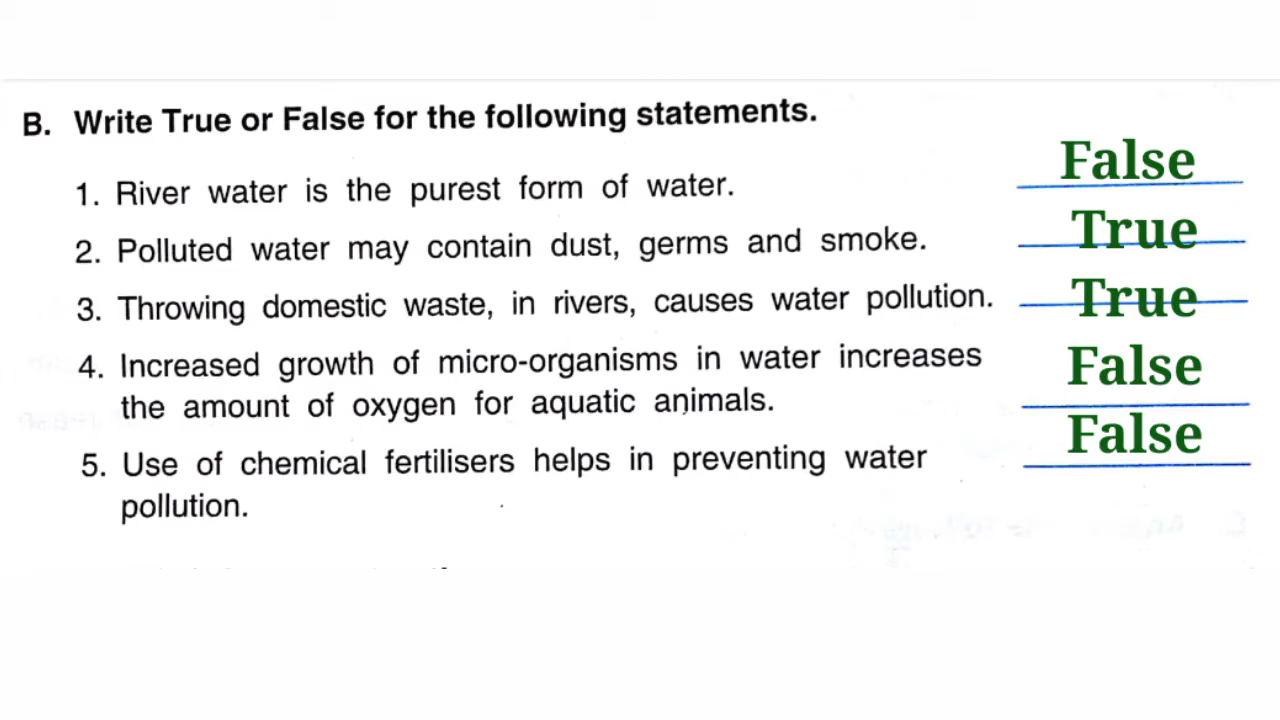 B. Write True or False for the following statements.
1. River water is the purest form of water. False
2. Polluted water may contain dust, germs and smoke. True
3. Throwing domestic waste, in rivers, causes water pollution. True
4. Increased growth of micro-organisms in water increases
the amount of oxygen for aquatic animals. False
5. Use of chemical fertilisers helps in preventing water False
pollution.